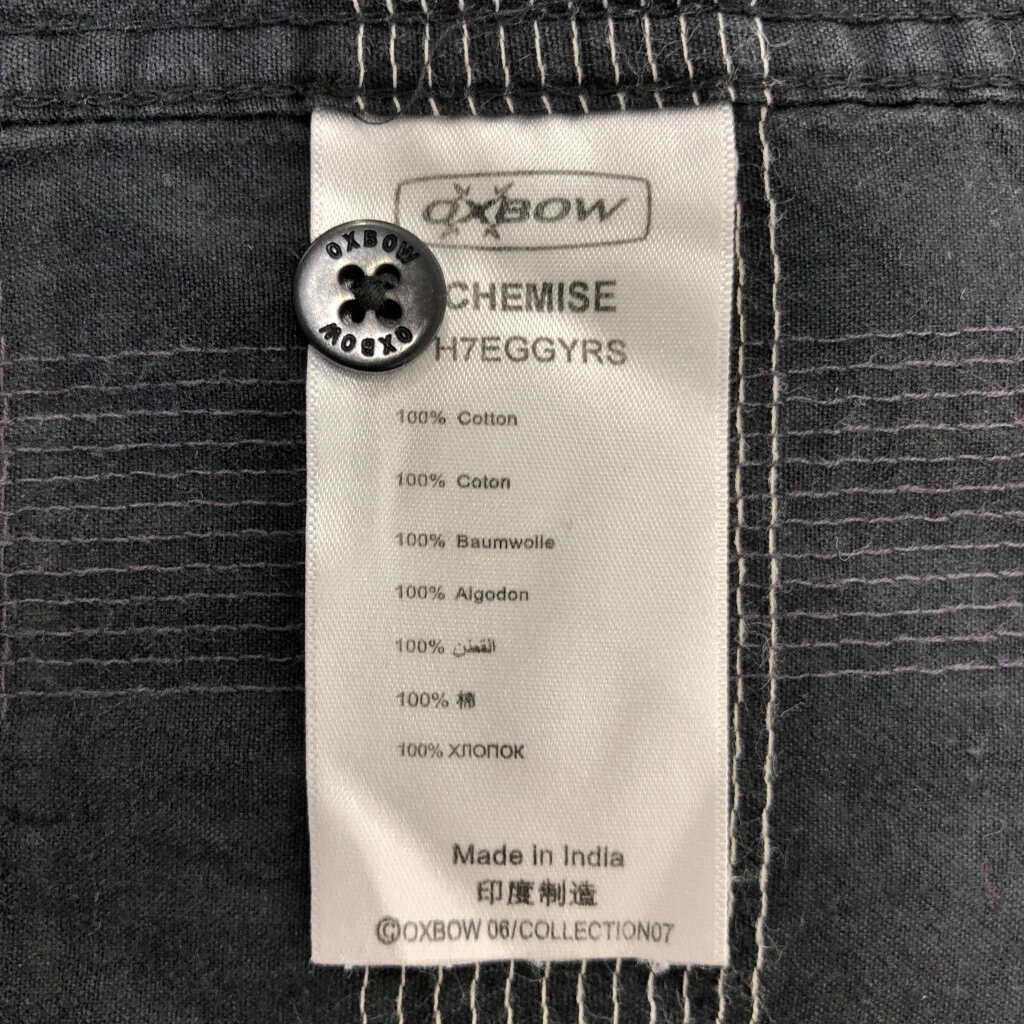 OXBOW
OXBOW
OXBOW
CHEMISE
H7EGGYRS
100% Cotton
100% Coton
100% Baumwolle
100% Algodon
100% القطن
100% 棉
100% ХЛОПОК
Made in India
印度制造
©OXBOW 06/COLLECTION07